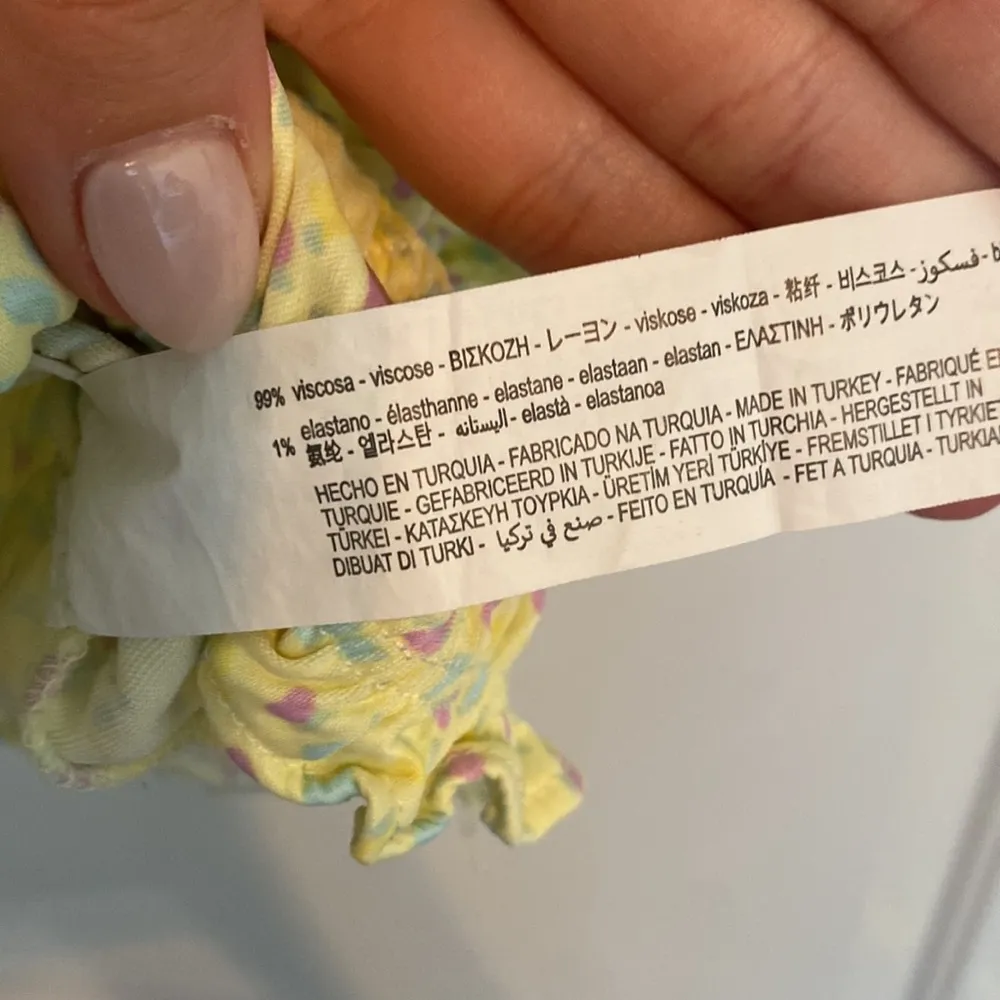 99% viscosa - viscose - ΒΙΣΚΟΖΗ - レーヨン - viskose - viskoza - 粘纤 - 비스코스 - فسكوز - b
1% elastano - élasthanne - elastane - elastaan - elastan - ΕΛΑΣΤΙΝΗ - ポリウレタン
氨纶 - 엘라스탄 - اليستانه - elastà - elastanoa
HECHO EN TURQUIA - FABRICADO NA TURQUIA - MADE IN TURKEY - FABRIQUÉ E
TURQUIE - GEFABRICEERD IN TURKIJE - FATTO IN TURCHIA - HERGESTELLT IN
TÜRKEI - ΚΑΤΑΣΚΕΥΗ ΤΟΥΡΚΙΑ - ÜRETİM YERİ TÜRKİYE - FREMSTILLET I TYRKIE
DIBUAT DI TURKI - صنع في تركيا - FEITO EN TURQUÍA - FET A TURQUIA - TURKIA